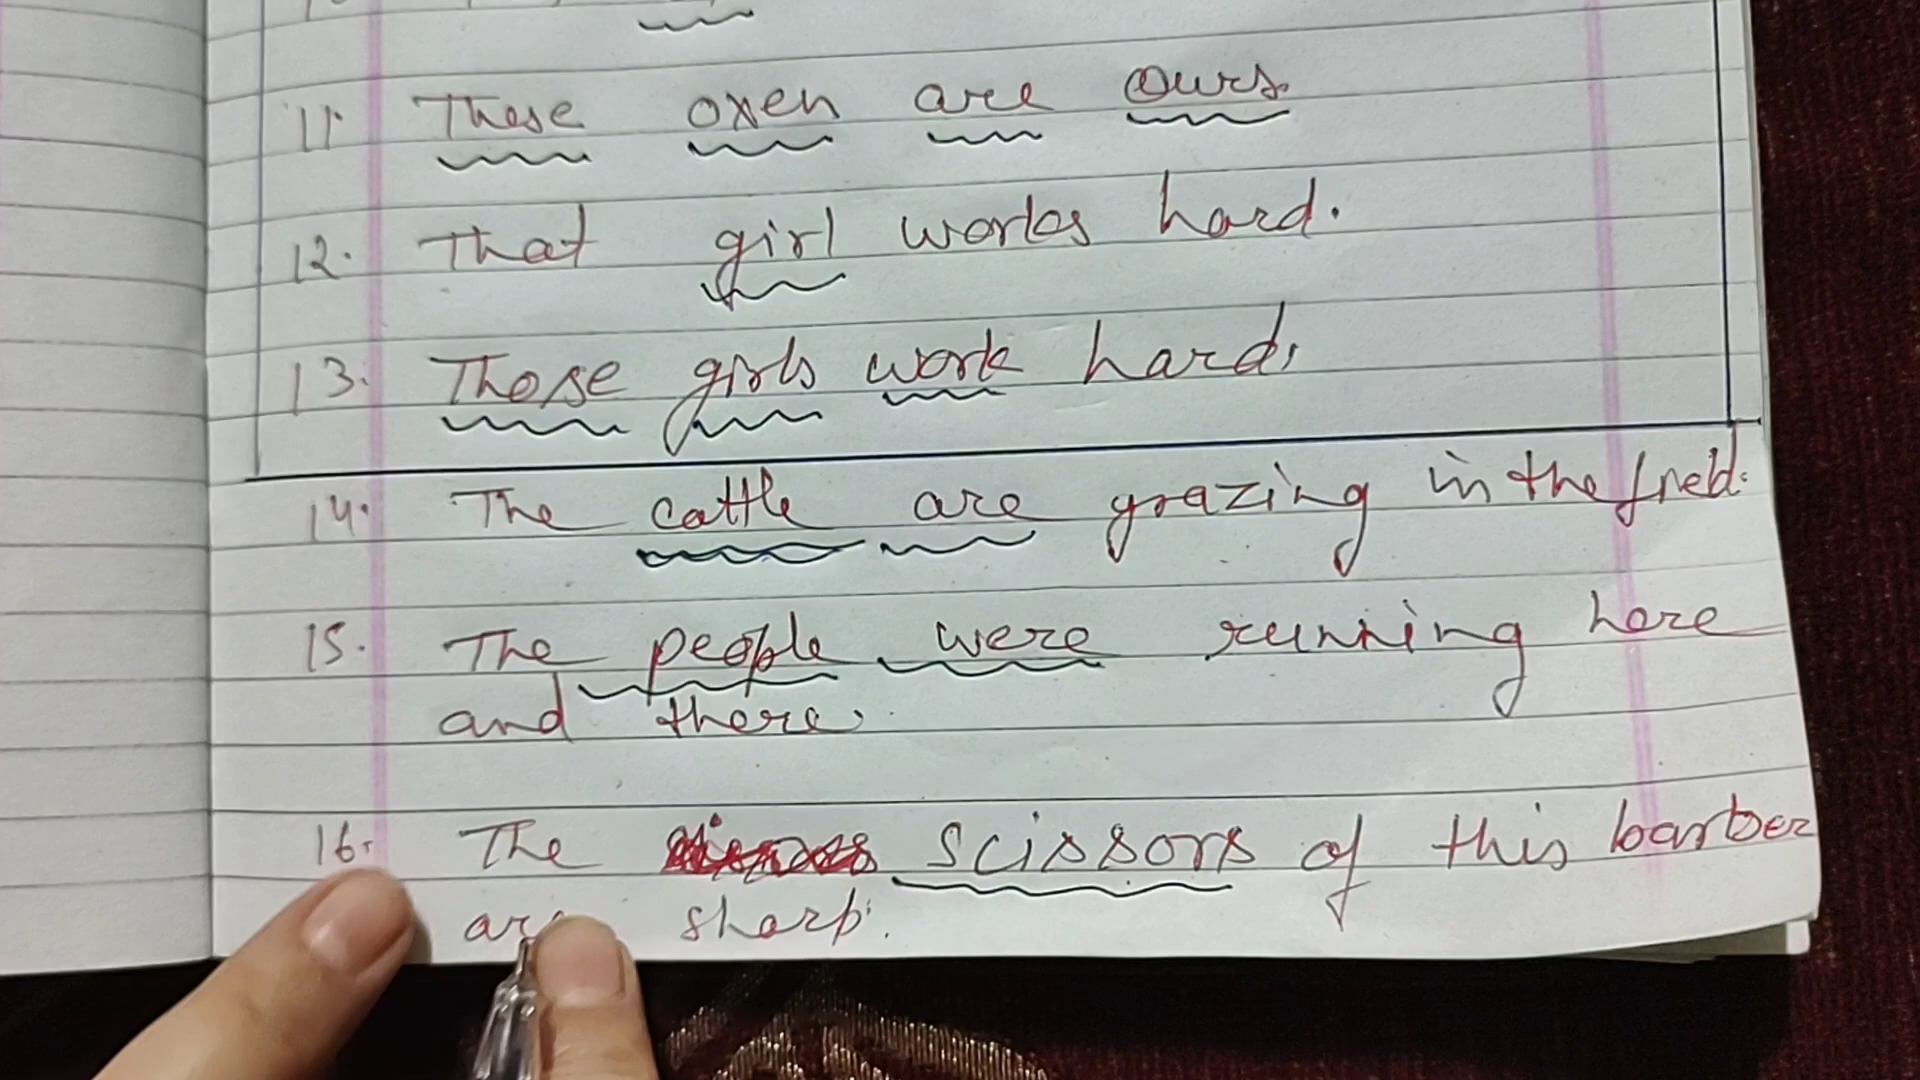 11. These oxen are ours.
12. That girl works hard.
13. Those girls work hard.
14. The cattle are grazing in the field.
15. The people were running here
and there.
16. The scissors of this barber
are sharp.